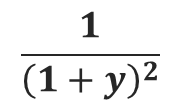 1
(1 + y)²